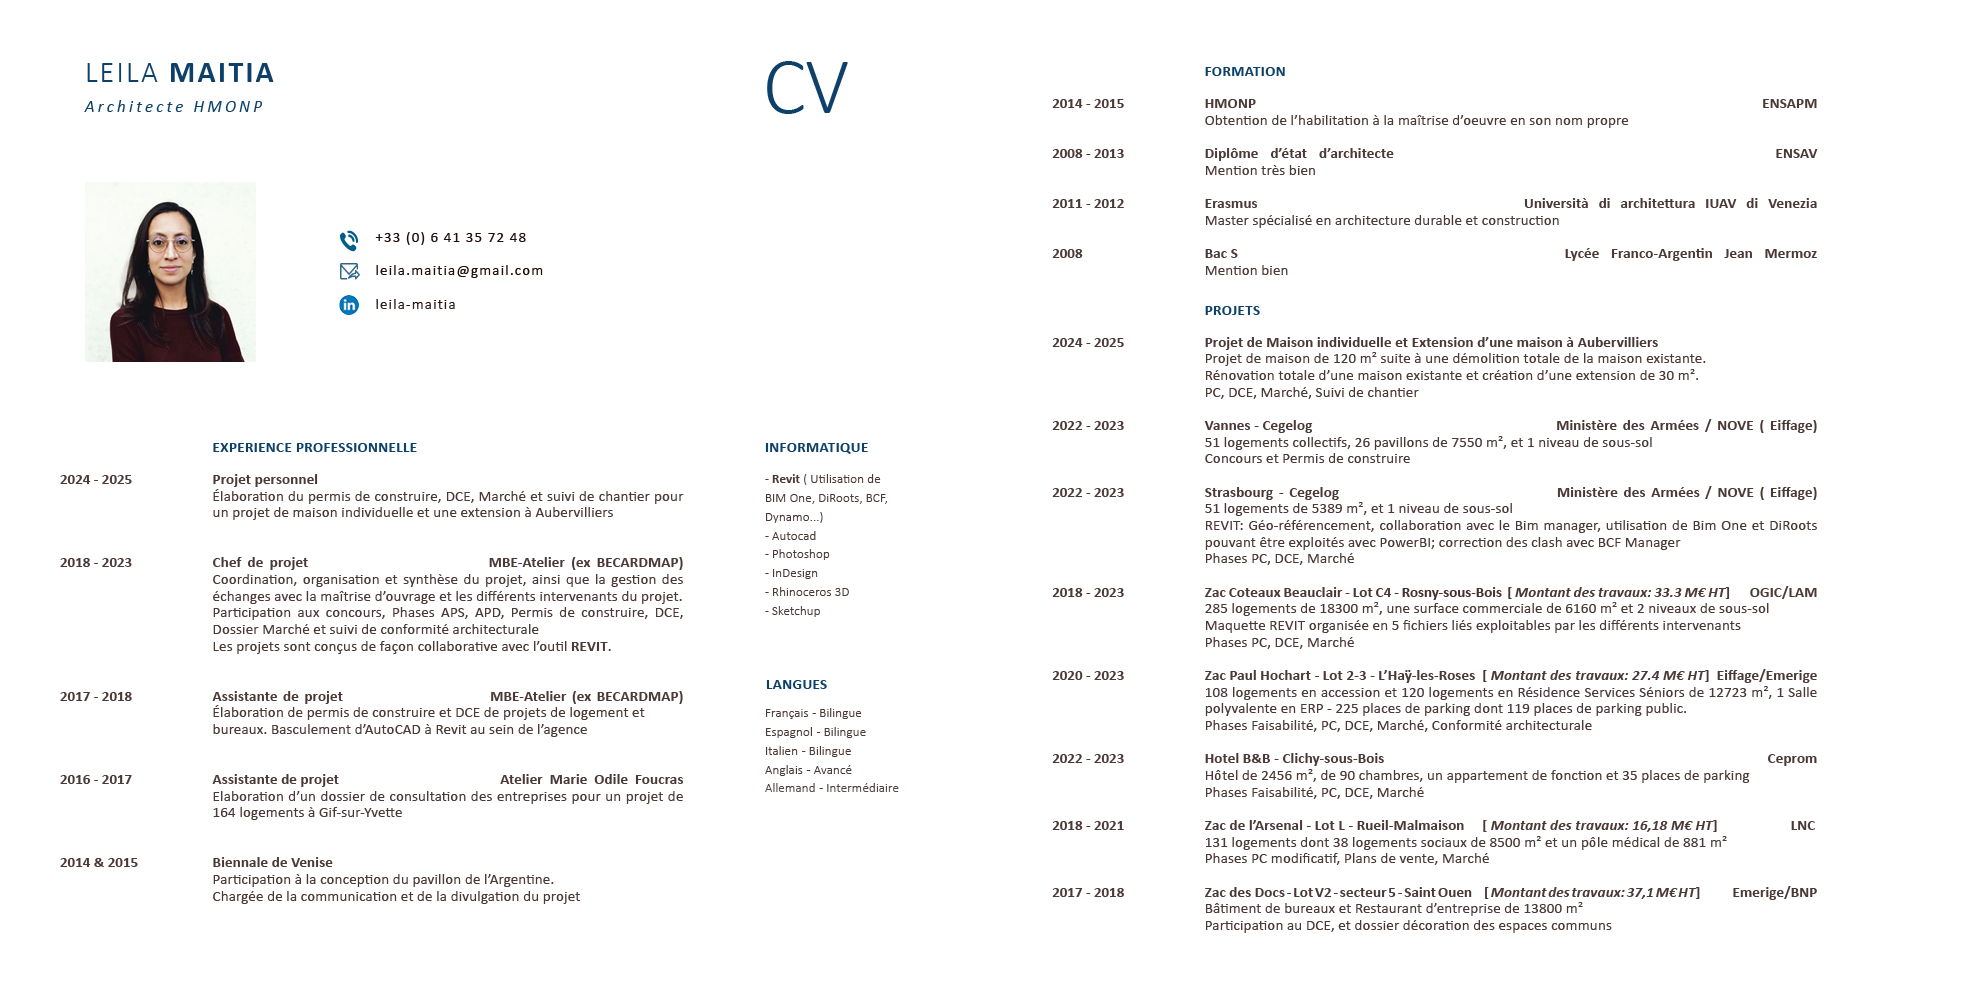 LEILA MAITIA
Architecte HMONP
CV
+33 (0) 6 41 35 72 48
leila.maitia@gmail.com
in
leila-maitia
EXPERIENCE PROFESSIONNELLE
2024 - 2025 Projet personnel
Élaboration du permis de construire, DCE, Marché et suivi de chantier pour
un projet de maison individuelle et une extension à Aubervilliers
2018 - 2023 Chef de projet MBE-Atelier (ex BECARDMAP)
Coordination, organisation et synthèse du projet, ainsi que la gestion des
échanges avec la maîtrise d’ouvrage et les différents intervenants du projet.
Participation aux concours, Phases APS, APD, Permis de construire, DCE,
Dossier Marché et suivi de conformité architecturale
Les projets sont conçus de façon collaborative avec l’outil REVIT.
2017 - 2018 Assistante de projet MBE-Atelier (ex BECARDMAP)
Élaboration de permis de construire et DCE de projets de logement et
bureaux. Basculement d’AutoCAD à Revit au sein de l’agence
2016 - 2017 Assistante de projet Atelier Marie Odile Foucras
Elaboration d’un dossier de consultation des entreprises pour un projet de
164 logements à Gif-sur-Yvette
2014 & 2015 Biennale de Venise
Participation à la conception du pavillon de l’Argentine.
Chargée de la communication et de la divulgation du projet
INFORMATIQUE
- Revit ( Utilisation de
BIM One, DiRoots, BCF,
Dynamo...)
- Autocad
- Photoshop
- InDesign
- Rhinoceros 3D
- Sketchup
LANGUES
Français - Bilingue
Espagnol - Bilingue
Italien - Bilingue
Anglais - Avancé
Allemand - Intermédiaire
FORMATION
2014 - 2015 HMONP ENSAPM
Obtention de l’habilitation à la maîtrise d’oeuvre en son nom propre
2008 - 2013 Diplôme d’état d’architecte ENSAV
Mention très bien
2011 - 2012 Erasmus Università di architettura IUAV di Venezia
Master spécialisé en architecture durable et construction
2008 Bac S Lycée Franco-Argentin Jean Mermoz
Mention bien
PROJETS
2024 - 2025 Projet de Maison individuelle et Extension d’une maison à Aubervilliers
Projet de maison de 120 m² suite à une démolition totale de la maison existante.
Rénovation totale d’une maison existante et création d’une extension de 30 m².
PC, DCE, Marché, Suivi de chantier
2022 - 2023 Vannes - Cegelog Ministère des Armées / NOVE ( Eiffage)
51 logements collectifs, 26 pavillons de 7550 m², et 1 niveau de sous-sol
Concours et Permis de construire
2022 - 2023 Strasbourg - Cegelog Ministère des Armées / NOVE ( Eiffage)
51 logements de 5389 m², et 1 niveau de sous-sol
REVIT: Géo-référencement, collaboration avec le Bim manager, utilisation de Bim One et DiRoots
pouvant être exploités avec PowerBI; correction des clash avec BCF Manager
Phases PC, DCE, Marché
2018 - 2023 Zac Coteaux Beauclair - Lot C4 - Rosny-sous-Bois [ Montant des travaux: 33.3 M€ HT] OGIC/LAM
285 logements de 18300 m², une surface commerciale de 6160 m² et 2 niveaux de sous-sol
Maquette REVIT organisée en 5 fichiers liés exploitables par les différents intervenants
Phases PC, DCE, Marché
2020 - 2023 Zac Paul Hochart - Lot 2-3 - L’Haÿ-les-Roses [ Montant des travaux: 27.4 M€ HT] Eiffage/Emerige
108 logements en accession et 120 logements en Résidence Services Séniors de 12723 m², 1 Salle
polyvalente en ERP - 225 places de parking dont 119 places de parking public.
Phases Faisabilité, PC, DCE, Marché, Conformité architecturale
2022 - 2023 Hotel B&B - Clichy-sous-Bois Ceprom
Hôtel de 2456 m², de 90 chambres, un appartement de fonction et 35 places de parking
Phases Faisabilité, PC, DCE, Marché
2018 - 2021 Zac de l’Arsenal - Lot L - Rueil-Malmaison [ Montant des travaux: 16,18 M€ HT] LNC
131 logements dont 38 logements sociaux de 8500 m² et un pôle médical de 881 m²
Phases PC modificatif, Plans de vente, Marché
2017 - 2018 Zac des Docs - Lot V2 - secteur 5 - Saint Ouen [ Montant des travaux: 37,1 M€ HT] Emerige/BNP
Bâtiment de bureaux et Restaurant d’entreprise de 13800 m²
Participation au DCE, et dossier décoration des espaces communs